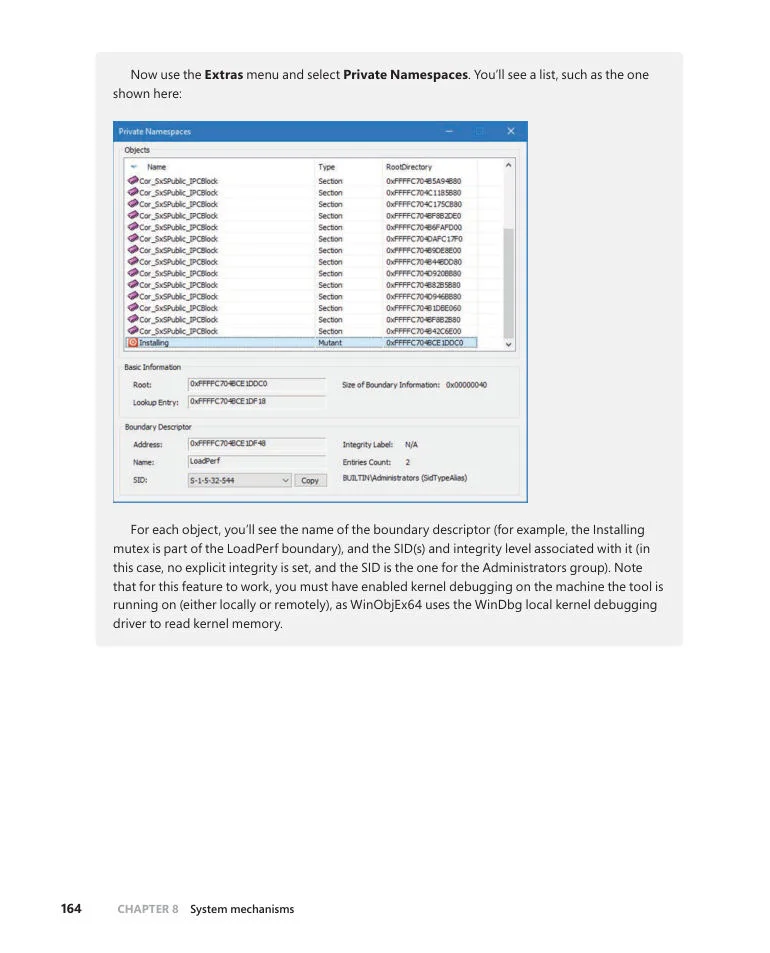 Now use the Extras menu and select Private Namespaces. You’ll see a list, such as the one
shown here:
Private Namespaces
Objects
Name Type RootDirectory
Cor_SxSPublic_IPCBlock Section 0xFFFFC704B5A94B80
Cor_SxSPublic_IPCBlock Section 0xFFFFC704C1185B80
Cor_SxSPublic_IPCBlock Section 0xFFFFC704C175CB80
Cor_SxSPublic_IPCBlock Section 0xFFFFC704BF8B2DE0
Cor_SxSPublic_IPCBlock Section 0xFFFFC704B6FAFD00
Cor_SxSPublic_IPCBlock Section 0xFFFFC704DAFC17F0
Cor_SxSPublic_IPCBlock Section 0xFFFFC704B9DE8E00
Cor_SxSPublic_IPCBlock Section 0xFFFFC704B44BDD80
Cor_SxSPublic_IPCBlock Section 0xFFFFC704D920BB80
Cor_SxSPublic_IPCBlock Section 0xFFFFC704B82B5B80
Cor_SxSPublic_IPCBlock Section 0xFFFFC704D946BB80
Cor_SxSPublic_IPCBlock Section 0xFFFFC704B1DBE060
Cor_SxSPublic_IPCBlock Section 0xFFFFC704BF8B2B80
Cor_SxSPublic_IPCBlock Section 0xFFFFC704B42C6E00
Installing Mutant 0xFFFFC704BCE1DDC0
Basic Information
Root: 0xFFFFC704BCE1DDC0 Size of Boundary Information: 0x00000040
Lookup Entry: 0xFFFFC704BCE1DF18
Boundary Descriptor
Address: 0xFFFFC704BCE1DF48 Integrity Label: N/A
Name: LoadPerf Entiries Count: 2
SID: S-1-5-32-544 Copy BUILTIN\Administrators (SidTypeAlias)
For each object, you’ll see the name of the boundary descriptor (for example, the Installing
mutex is part of the LoadPerf boundary), and the SID(s) and integrity level associated with it (in
this case, no explicit integrity is set, and the SID is the one for the Administrators group). Note
that for this feature to work, you must have enabled kernel debugging on the machine the tool is
running on (either locally or remotely), as WinObjEx64 uses the WinDbg local kernel debugging
driver to read kernel memory.
164 CHAPTER 8 System mechanisms